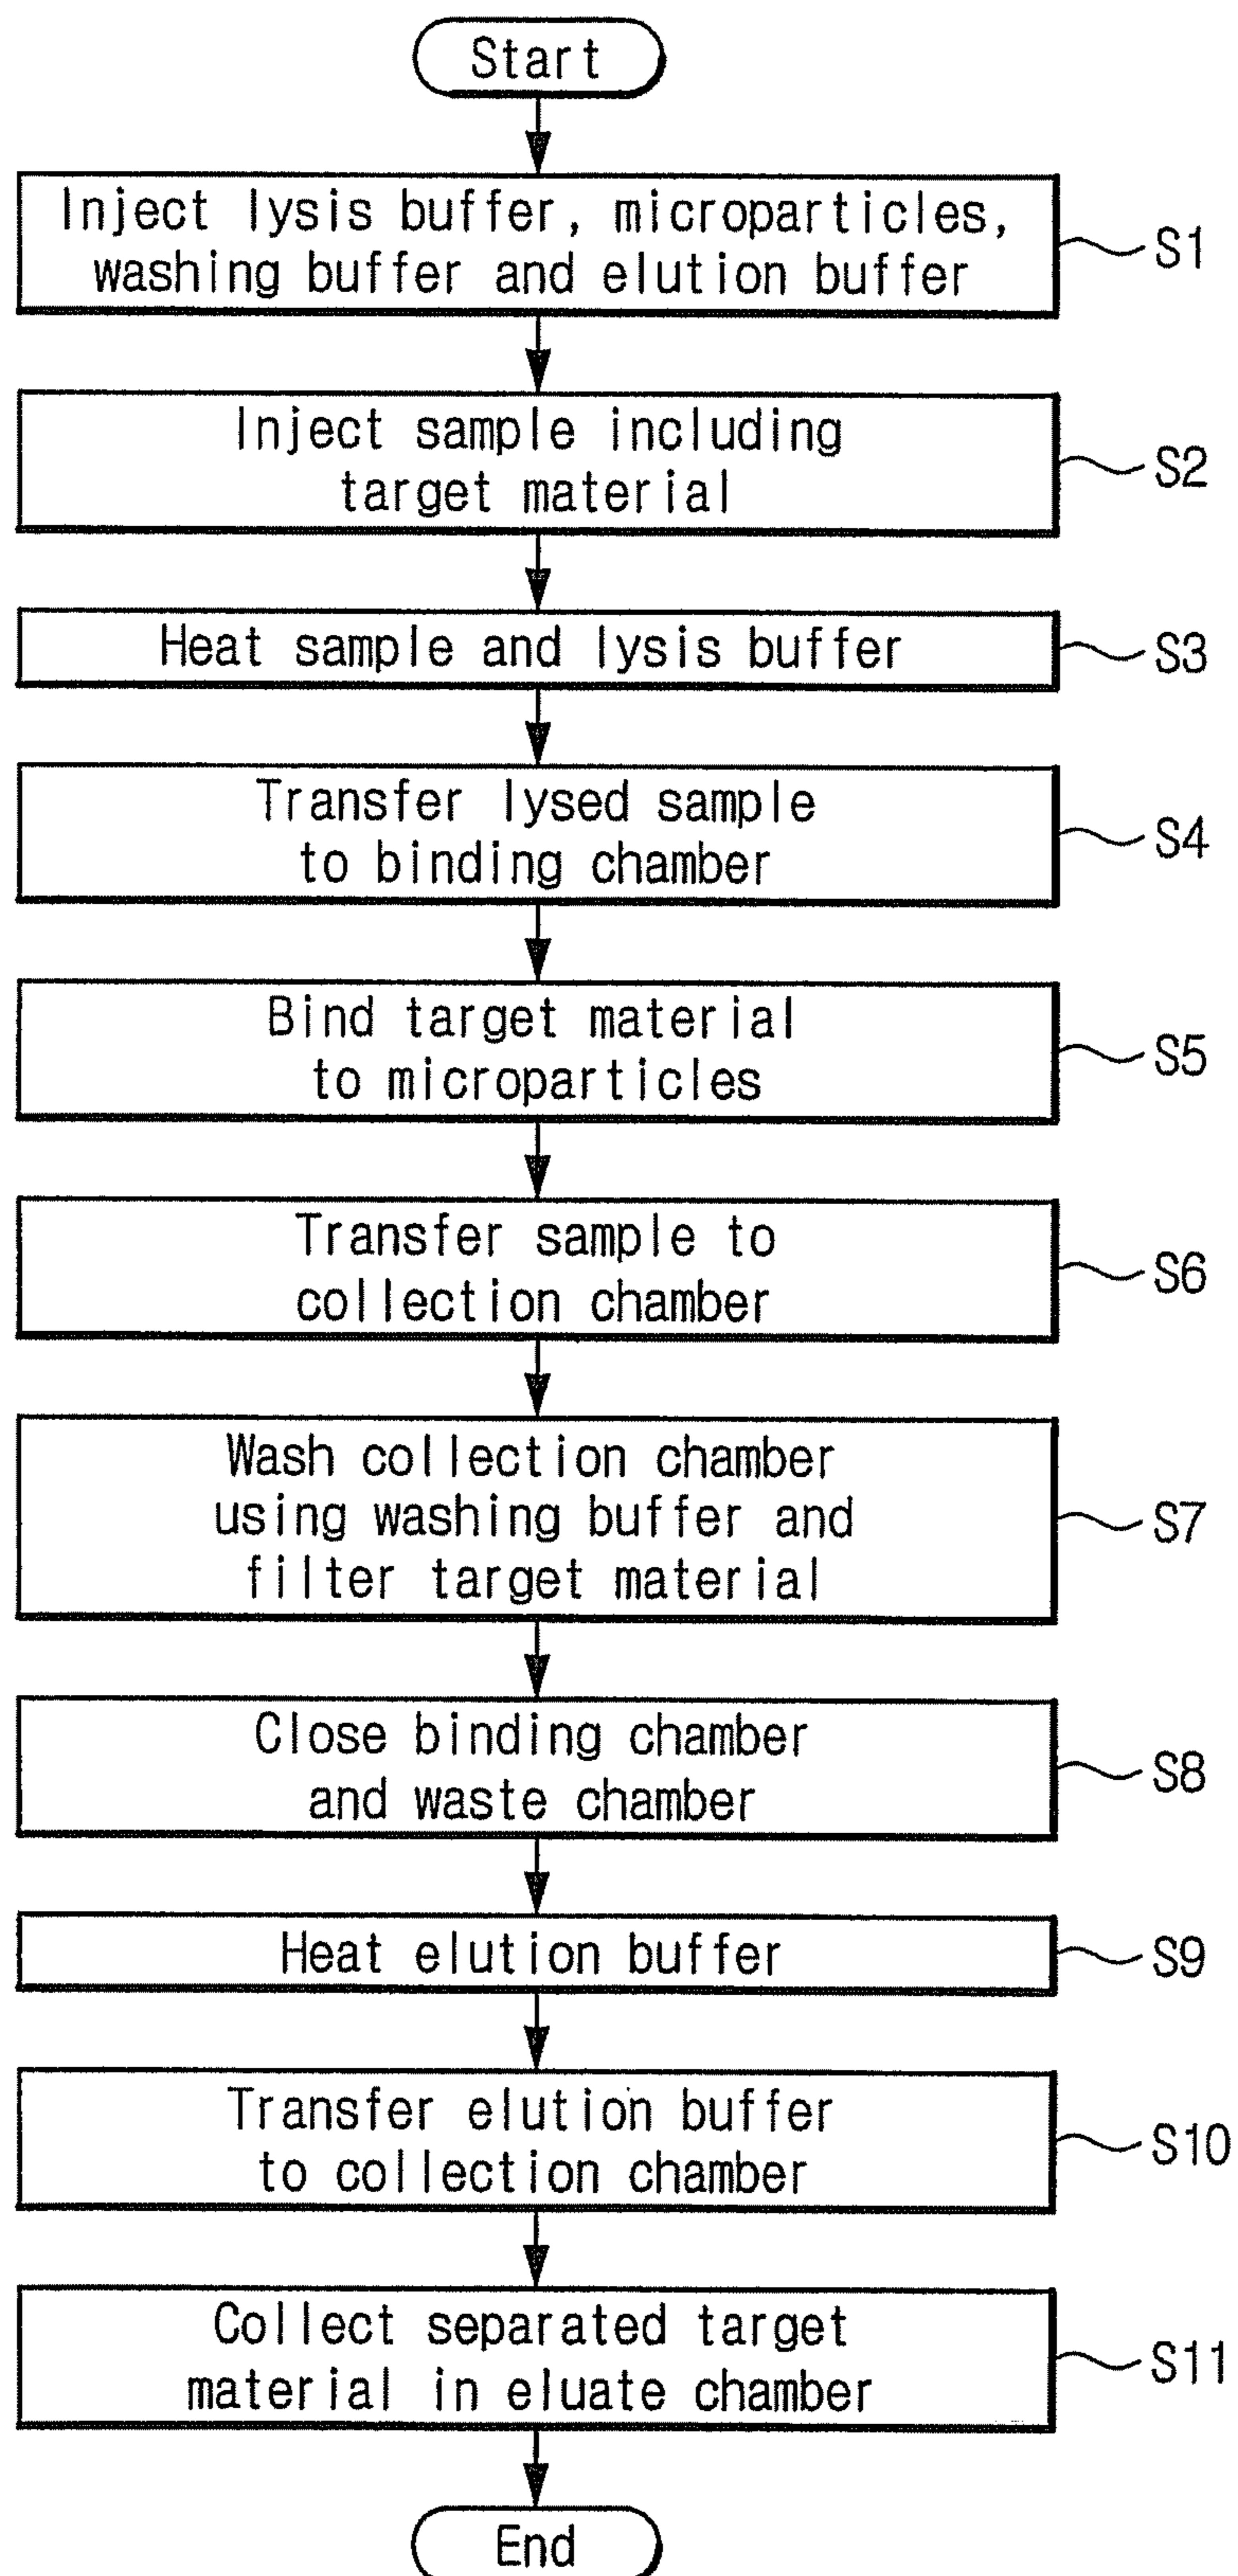 Start
Inject lysis buffer, microparticles,
washing buffer and elution buffer
S1
Inject sample including
target material
S2
Heat sample and lysis buffer
S3
Transfer lysed sample
to binding chamber
S4
Bind target material
to microparticles
S5
Transfer sample to
collection chamber
S6
Wash collection chamber
using washing buffer and
filter target material
S7
Close binding chamber
and waste chamber
S8
Heat elution buffer
S9
Transfer elution buffer
to collection chamber
S10
Collect separated target
material in eluate chamber
S11
End